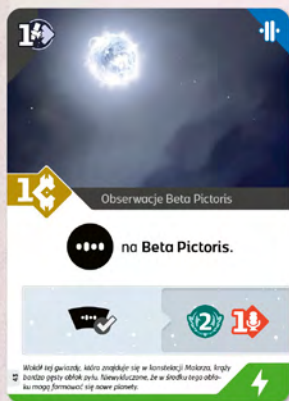 1
1
Obserwacje Beta Pictoris
na Beta Pictoris.
2 1
Wokół tej gwiazdy, która znajduje się w konstelacji Malarza, krąży
bardzo gęsty obłok pyłu. Niewykluczone, że w środku tego obło-
ku mogą formować się nowe planety.